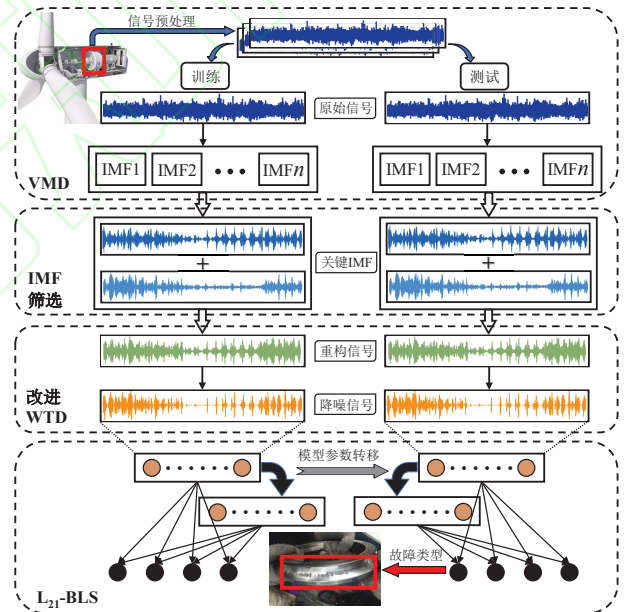 信号预处理
训练
测试
原始信号
IMF1 IMF2 ••• IMFn
IMF1 IMF2 ••• IMFn
VMD
关键IMF
+
+
IMF
筛选
重构信号
改进
WTD
降噪信号
模型参数转移
故障类型
L₂₁-BLS